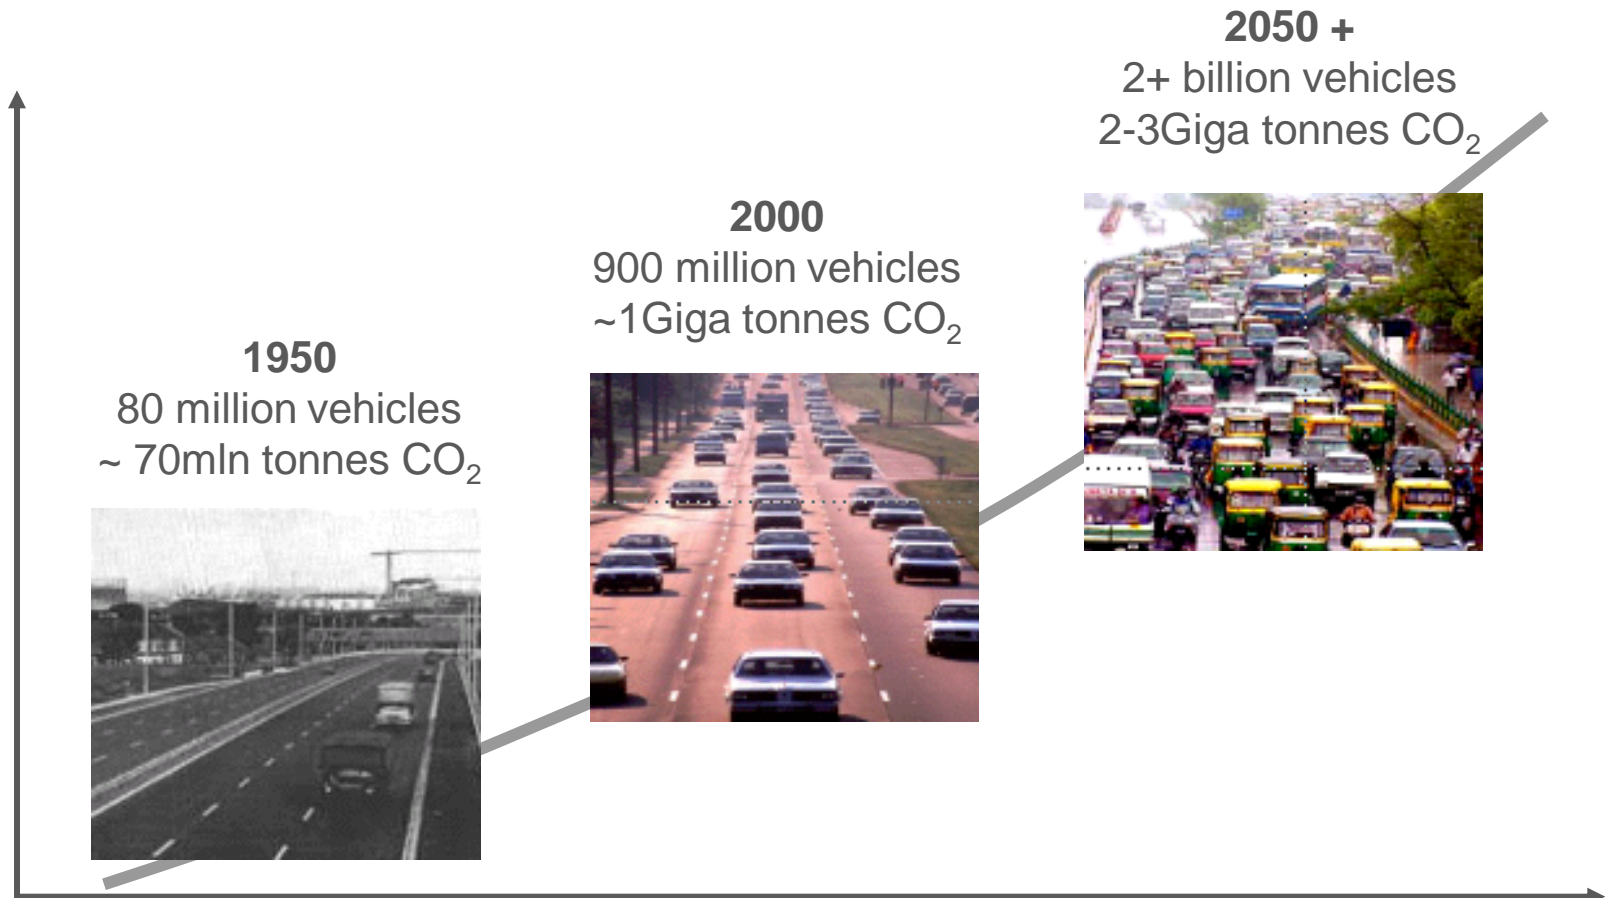 2050 +
2+ billion vehicles
2-3Giga tonnes CO₂
2000
900 million vehicles
~1Giga tonnes CO₂
1950
80 million vehicles
~ 70mln tonnes CO₂